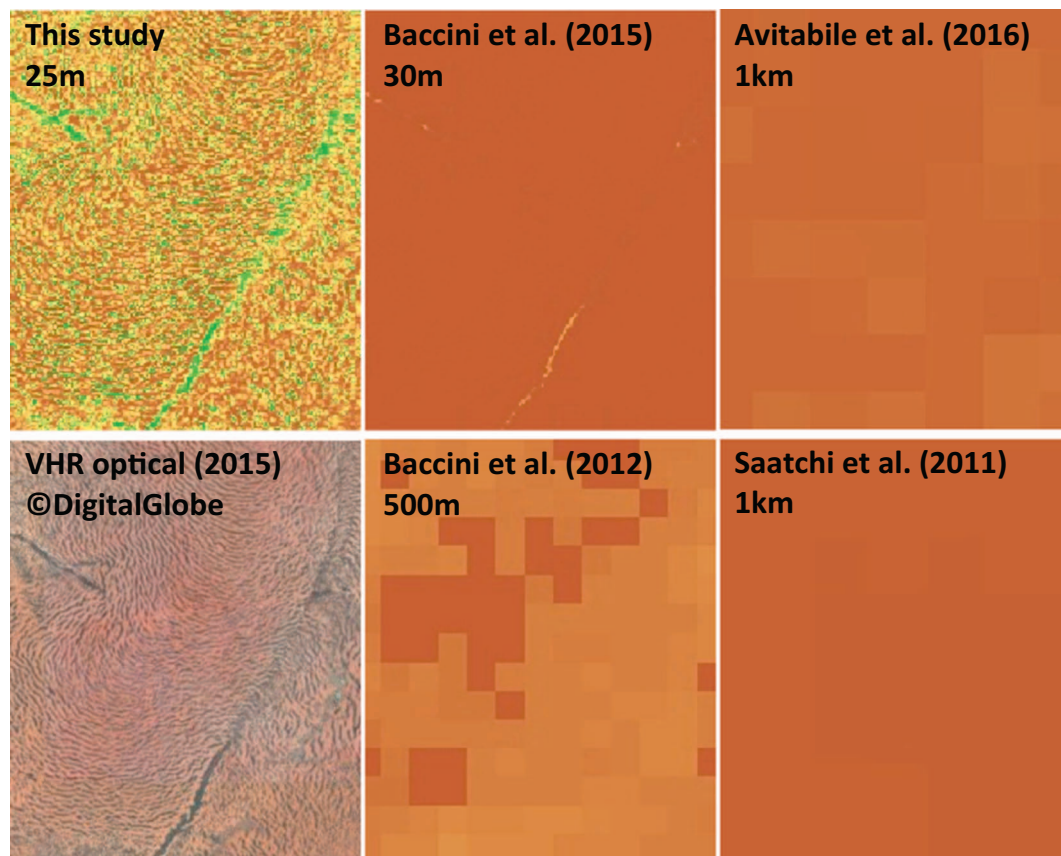 This study
25m
Baccini et al. (2015)
30m
Avitabile et al. (2016)
1km
VHR optical (2015)
©DigitalGlobe
Baccini et al. (2012)
500m
Saatchi et al. (2011)
1km